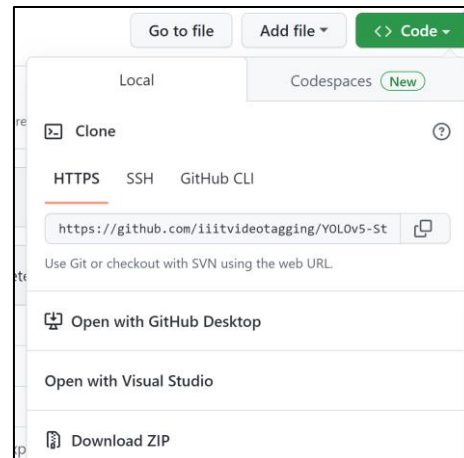 Go to file Add file <> Code
Local Codespaces New
Clone
HTTPS SSH GitHub CLI
https://github.com/iiitvideotagging/YOLOv5-St
Use Git or checkout with SVN using the web URL.
Open with GitHub Desktop
Open with Visual Studio
Download ZIP